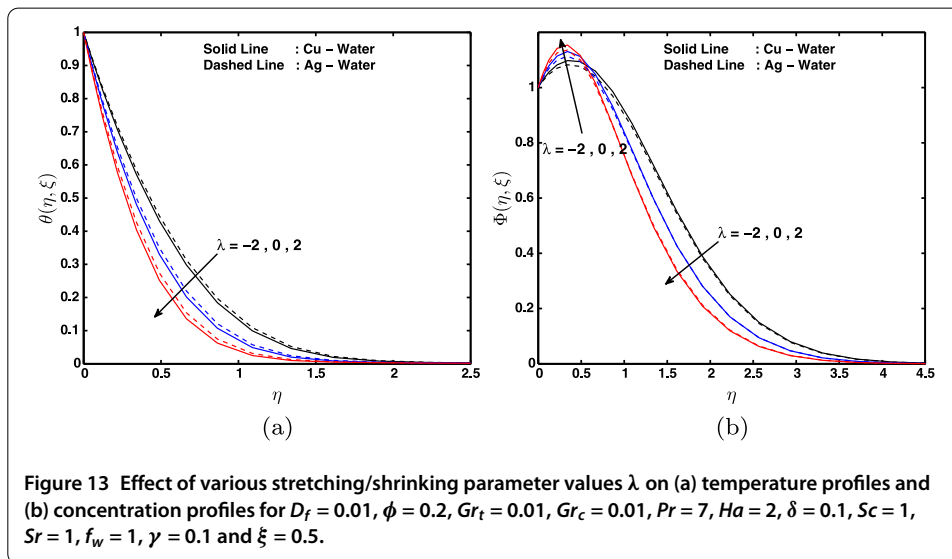 Solid Line : Cu – Water
Dashed Line : Ag – Water
1
0.9
0.8
0.7
0.6
0.5
0.4
0.3
0.2
0.1
0
θ(η, ξ)
λ = −2 , 0 , 2
0 0.5 1 1.5 2 2.5
η
(a)
Solid Line : Cu – Water
Dashed Line : Ag – Water
1
0.8
0.6
0.4
0.2
0
Φ(η, ξ)
λ = −2 , 0 , 2
λ = −2 , 0 , 2
0 0.5 1 1.5 2 2.5 3 3.5 4 4.5
η
(b)
Figure 13 Effect of various stretching/shrinking parameter values λ on (a) temperature profiles and
(b) concentration profiles for D_f = 0.01, ϕ = 0.2, Gr_t = 0.01, Gr_c = 0.01, Pr = 7, Ha = 2, δ = 0.1, Sc = 1,
Sr = 1, f_w = 1, γ = 0.1 and ξ = 0.5.